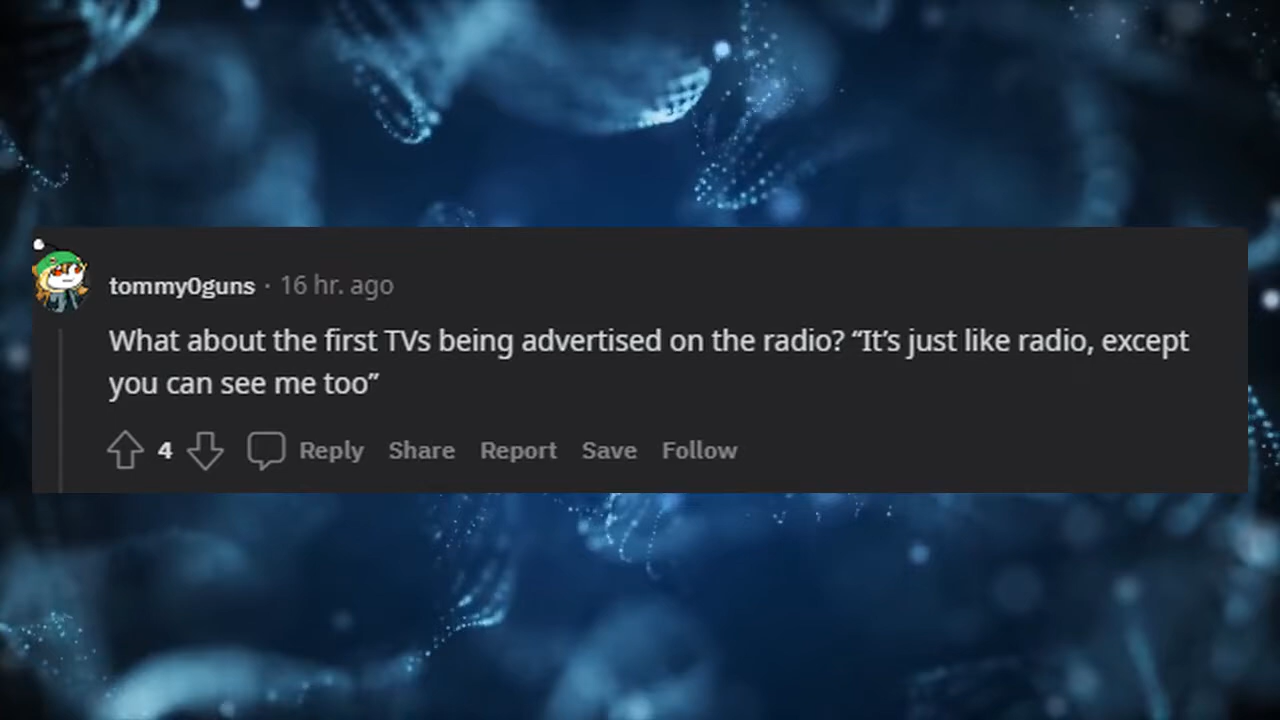 tommy0guns · 16 hr. ago
What about the first TVs being advertised on the radio? “It’s just like radio, except
you can see me too”
4 Reply Share Report Save Follow